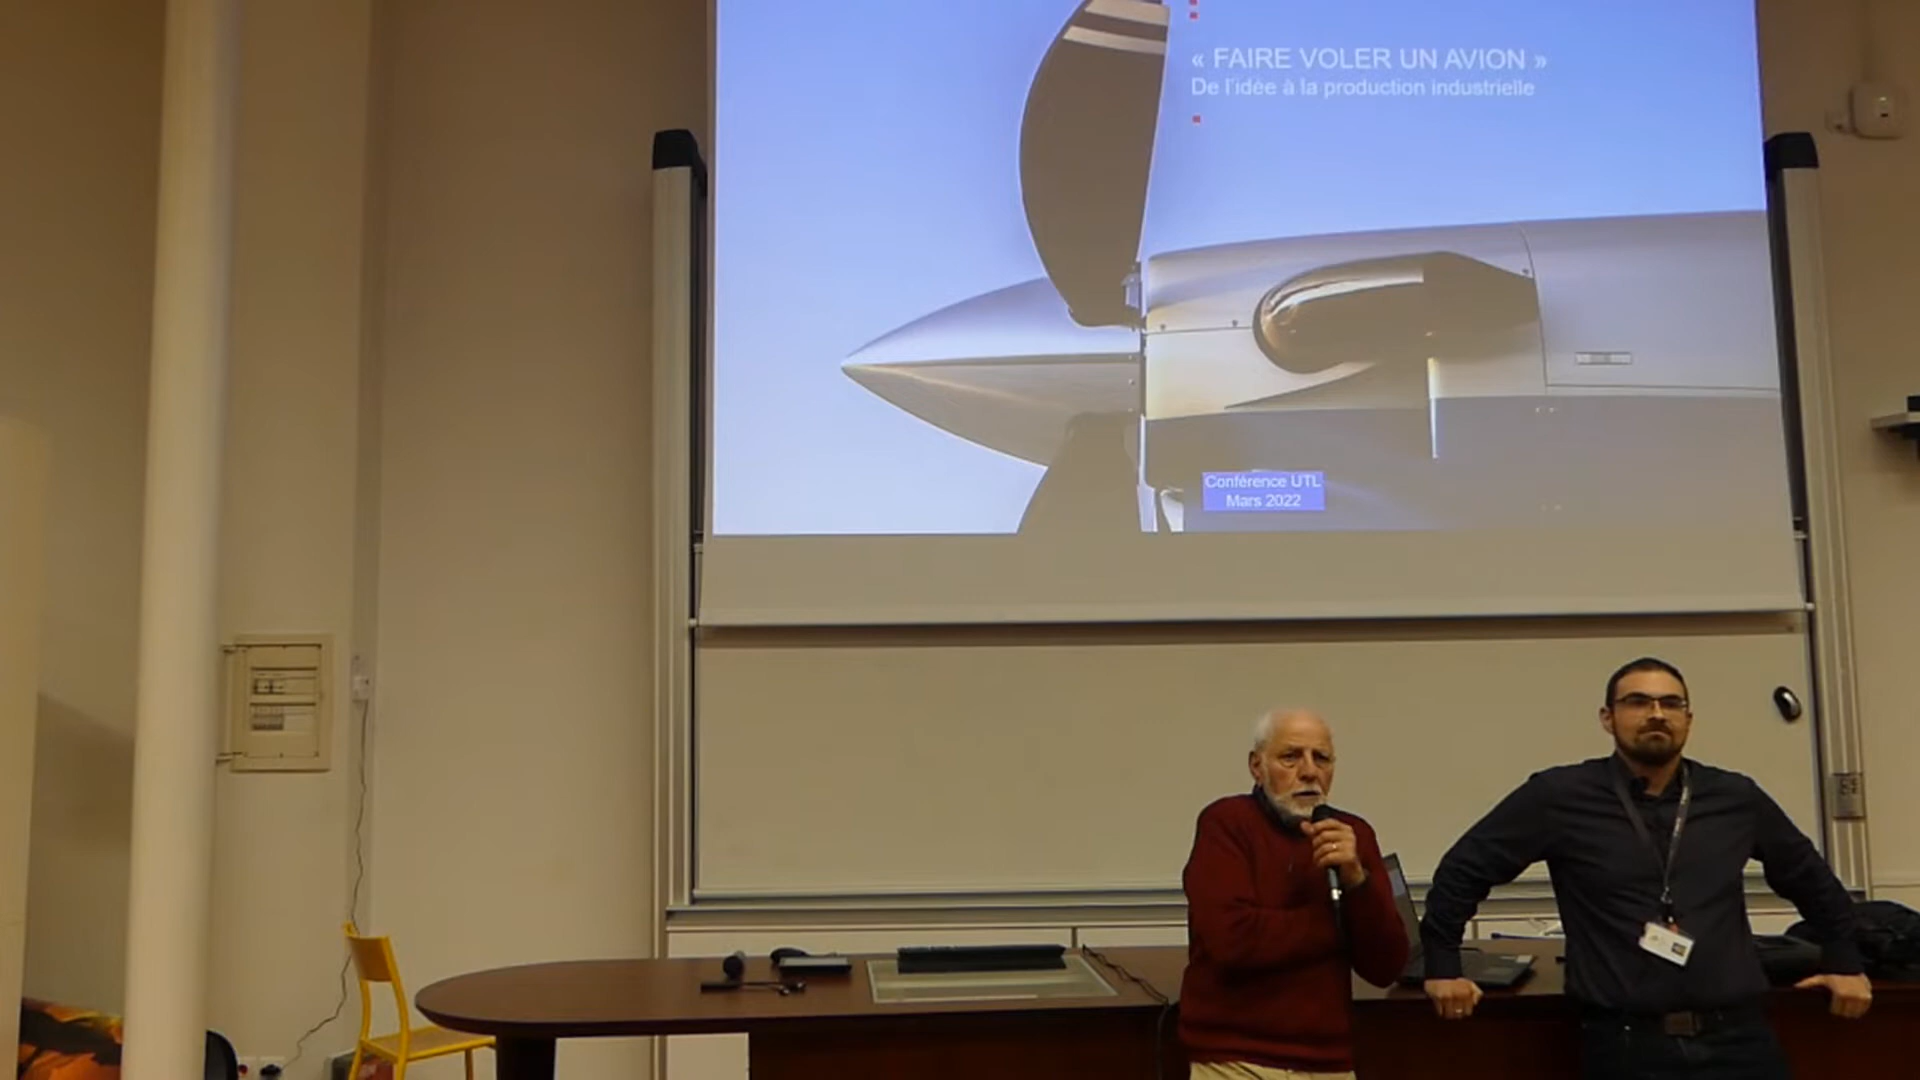 « FAIRE VOLER UN AVION »
De l'idée à la production industrielle
Conférence UTL
Mars 2022